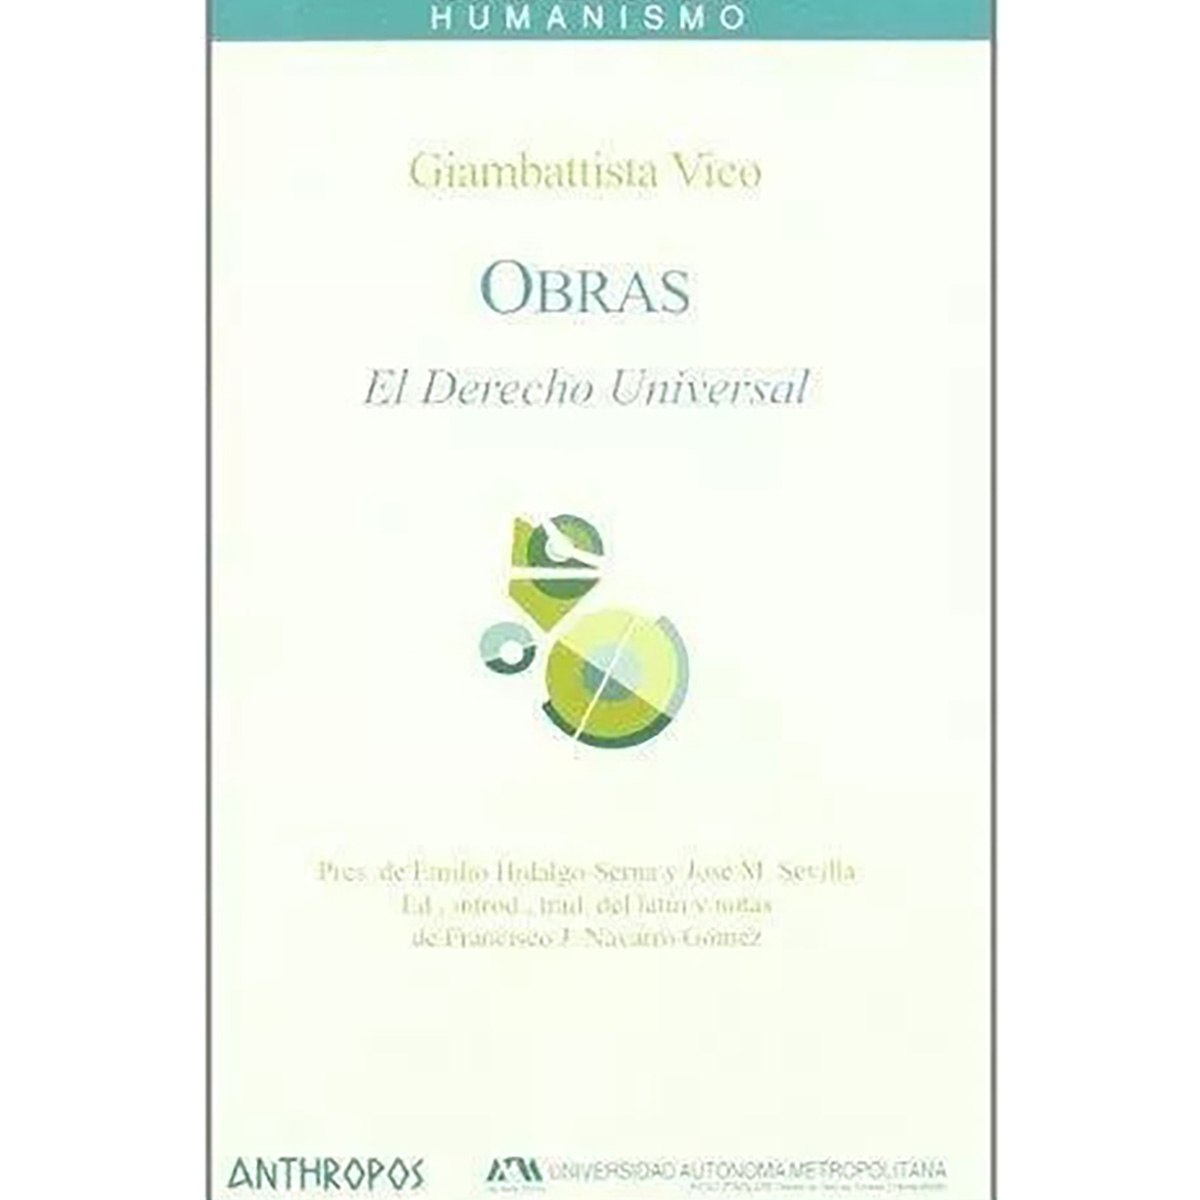 HUMANISMO
Giambattista Vico
OBRAS
El Derecho Universal
Pres. de Emilio Hidalgo-Serna y José M. Sevilla
Ed., introd., trad. del latín y notas
de Francisco J. Navarro Gómez
ANTHROPOS
UNIVERSIDAD AUTONOMA METROPOLITANA